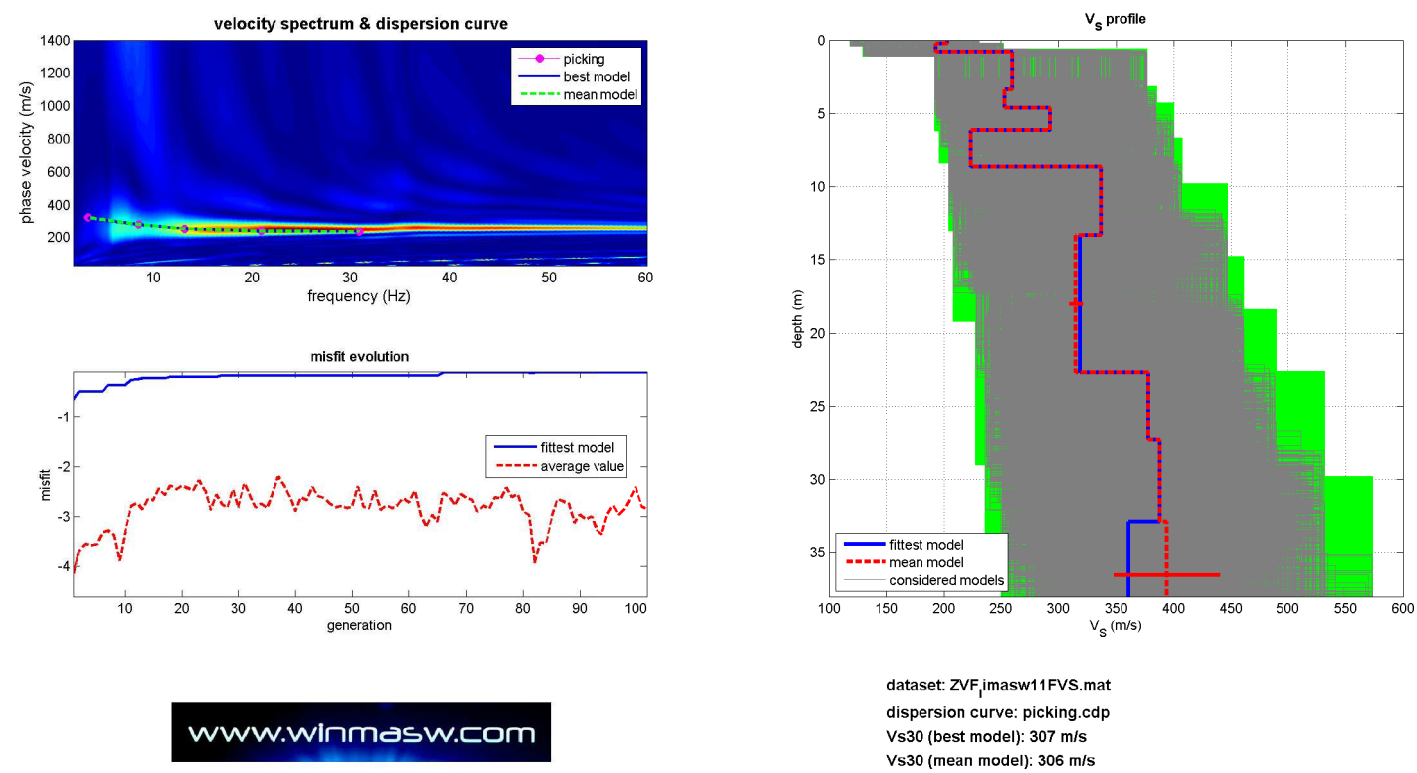 velocity spectrum & dispersion curve
1400
1200
1000
800
600
400
200
phase velocity (m/s)
picking
best model
mean model
10
20
30
40
50
60
frequency (Hz)
misfit evolution
-1
-2
-3
-4
misfit
fittest model
average value
10
20
30
40
50
60
70
80
90
100
generation
www.winmasw.com
VS profile
0
5
10
15
20
25
30
35
depth (m)
fittest model
mean model
considered models
100
150
200
250
300
350
400
450
500
550
600
VS (m/s)
dataset: ZVFlimasw11FVS.mat
dispersion curve: picking.cdp
Vs30 (best model): 307 m/s
Vs30 (mean model): 306 m/s